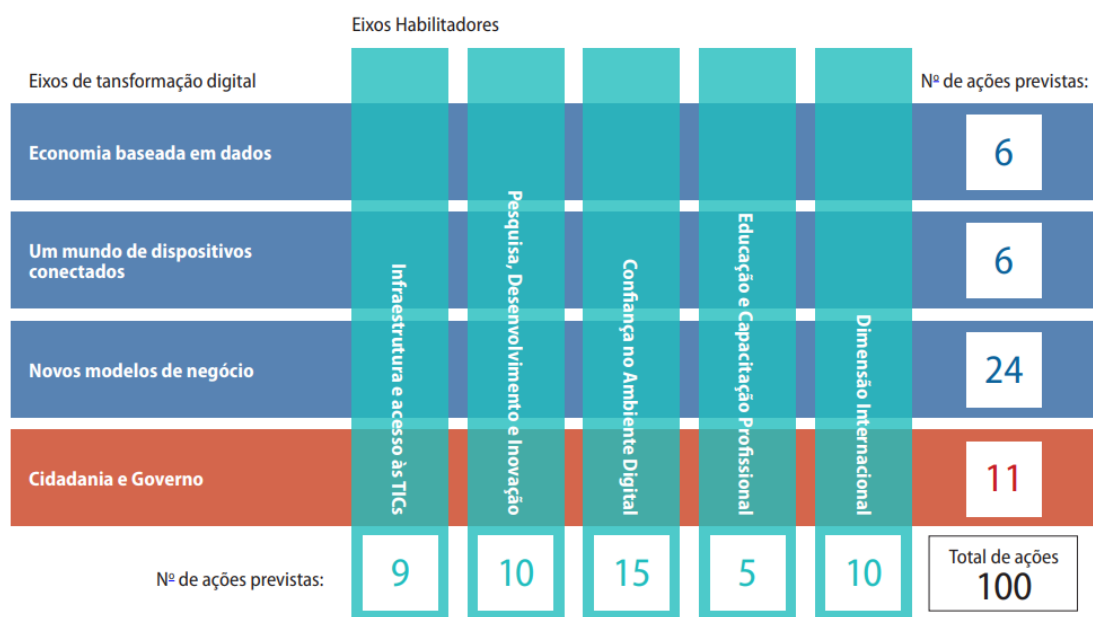 Eixos Habilitadores
Eixos de tansformação digital
Nº de ações previstas:
Economia baseada em dados
6
Um mundo de dispositivos
conectados
6
Novos modelos de negócio
24
Cidadania e Governo
11
Infraestrutura e acesso às TICs
Pesquisa, Desenvolvimento e Inovação
Confiança no Ambiente Digital
Educação e Capacitação Profissional
Dimensão Internacional
Nº de ações previstas:
9
10
15
5
10
Total de ações
100